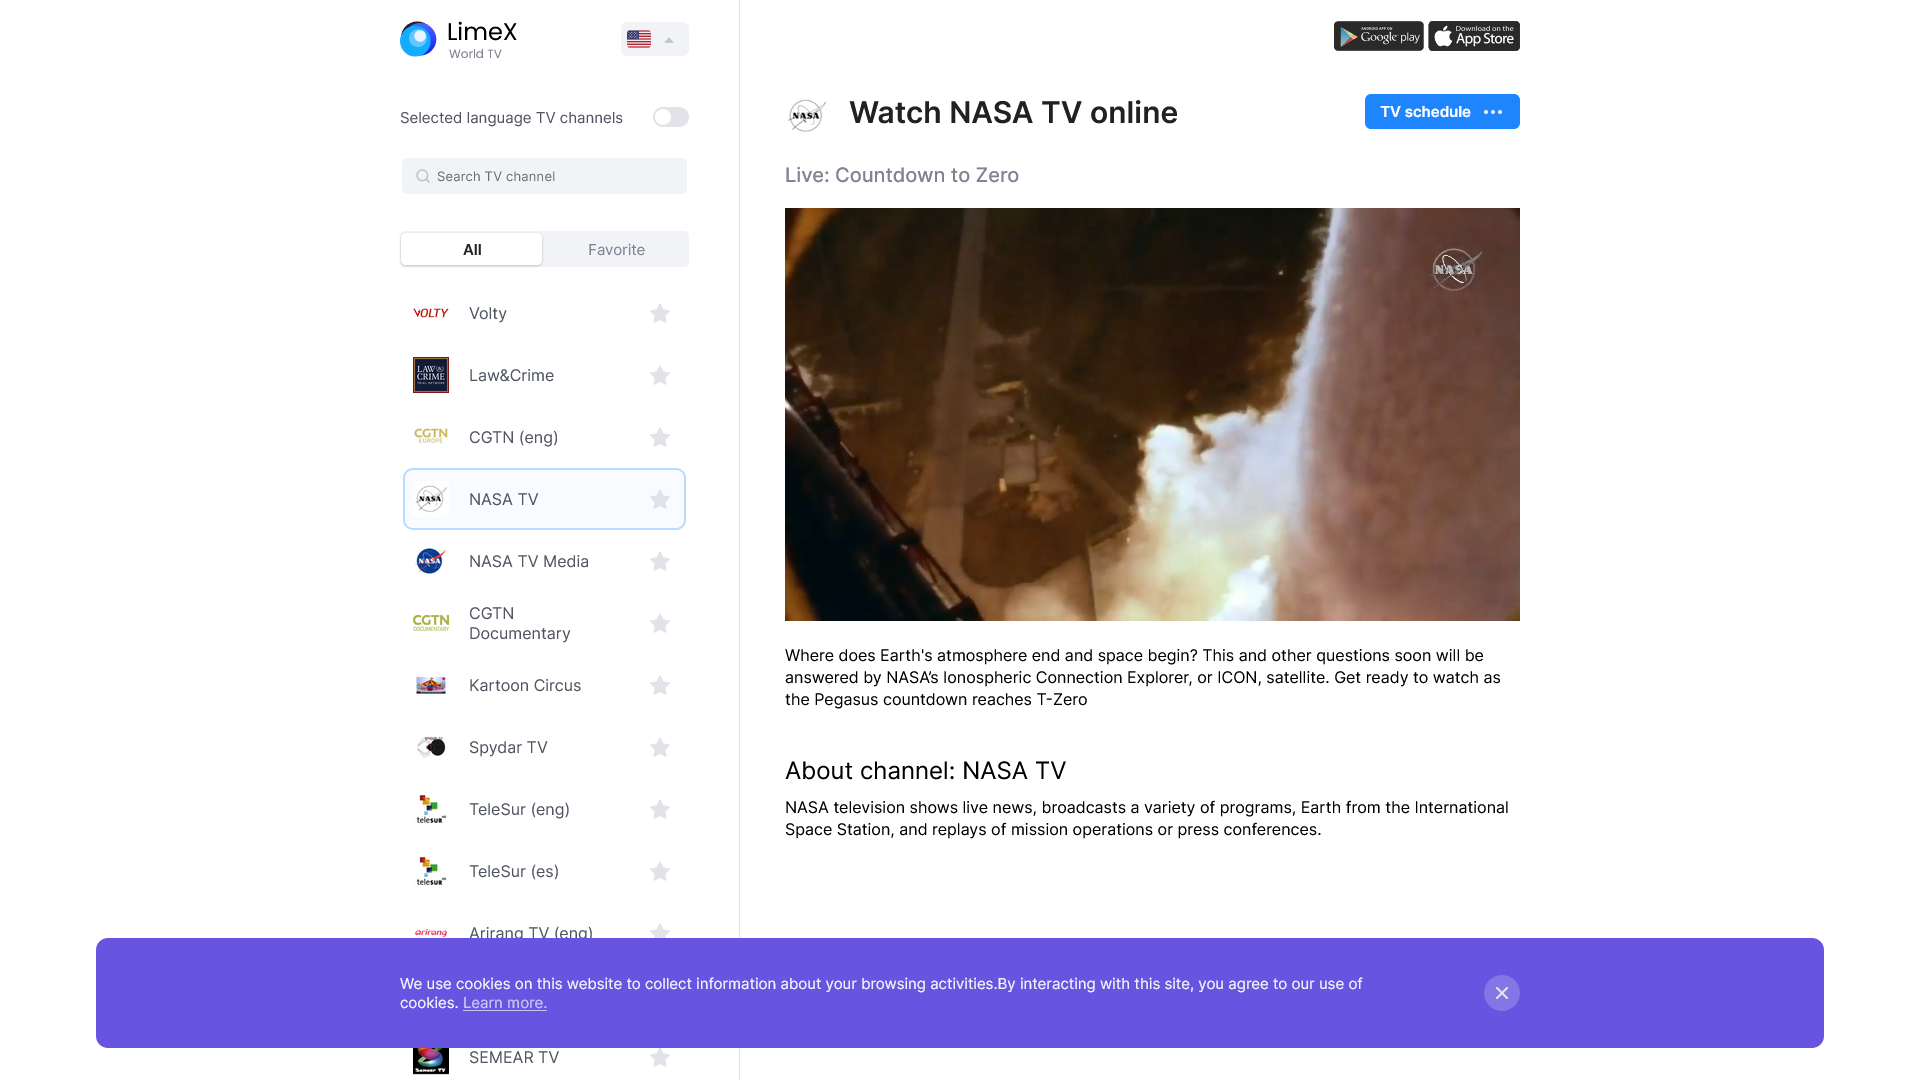 LimeX
World TV
ANDROID APP ON
Google play
Download on the
App Store
Selected language TV channels
Search TV channel
All
Favorite
VOLTY
Volty
LAW&
CRIME
Law&Crime
CGTN
EUROPE
CGTN (eng)
NASA
NASA TV
NASA
NASA TV Media
CGTN
DOCUMENTARY
CGTN
Documentary
Kartoon Circus
Spydar TV
teleSUR
TeleSur (eng)
teleSUR
TeleSur (es)
arirang
Arirang TV (eng)
Semear TV
SEMEAR TV
NASA
Watch NASA TV online
TV schedule
Live: Countdown to Zero
NASA
Where does Earth's atmosphere end and space begin? This and other questions soon will be
answered by NASA’s Ionospheric Connection Explorer, or ICON, satellite. Get ready to watch as
the Pegasus countdown reaches T-Zero
About channel: NASA TV
NASA television shows live news, broadcasts a variety of programs, Earth from the International
Space Station, and replays of mission operations or press conferences.
We use cookies on this website to collect information about your browsing activities.By interacting with this site, you agree to our use of
cookies. Learn more.